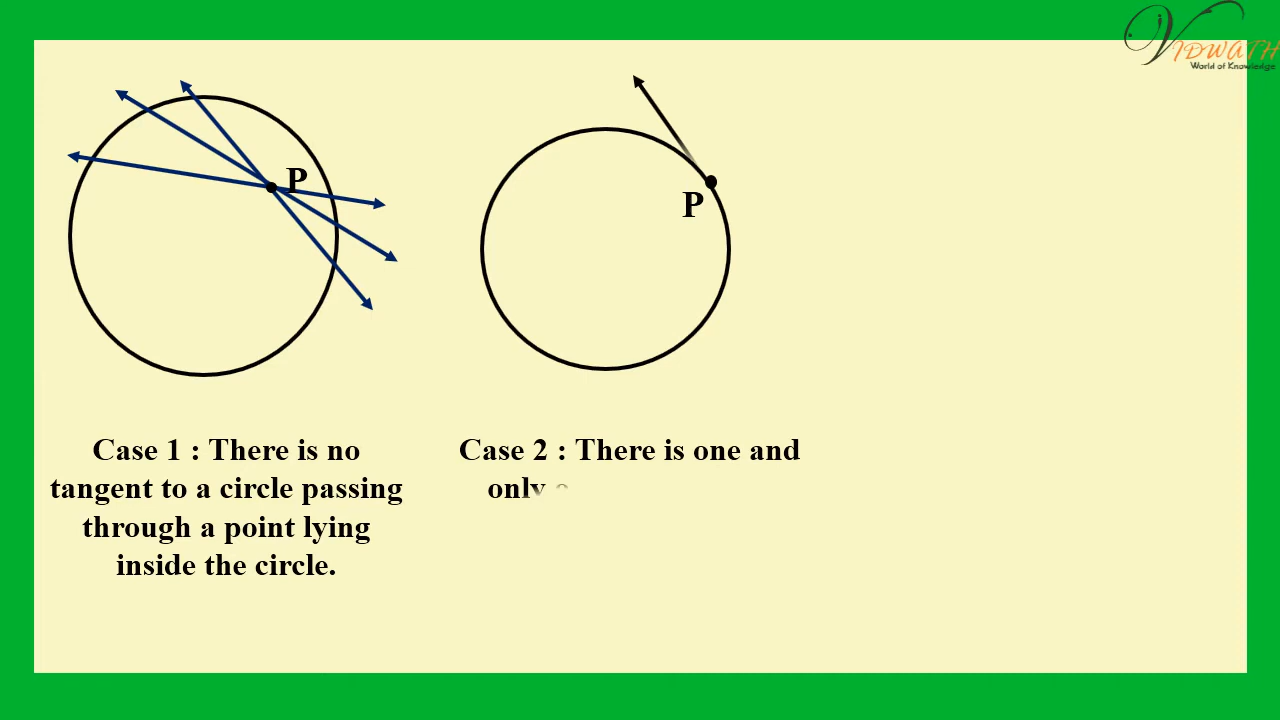 VIDWATH
World of Knowledge
P
P
Case 1 : There is no
tangent to a circle passing
through a point lying
inside the circle.
Case 2 : There is one and
only